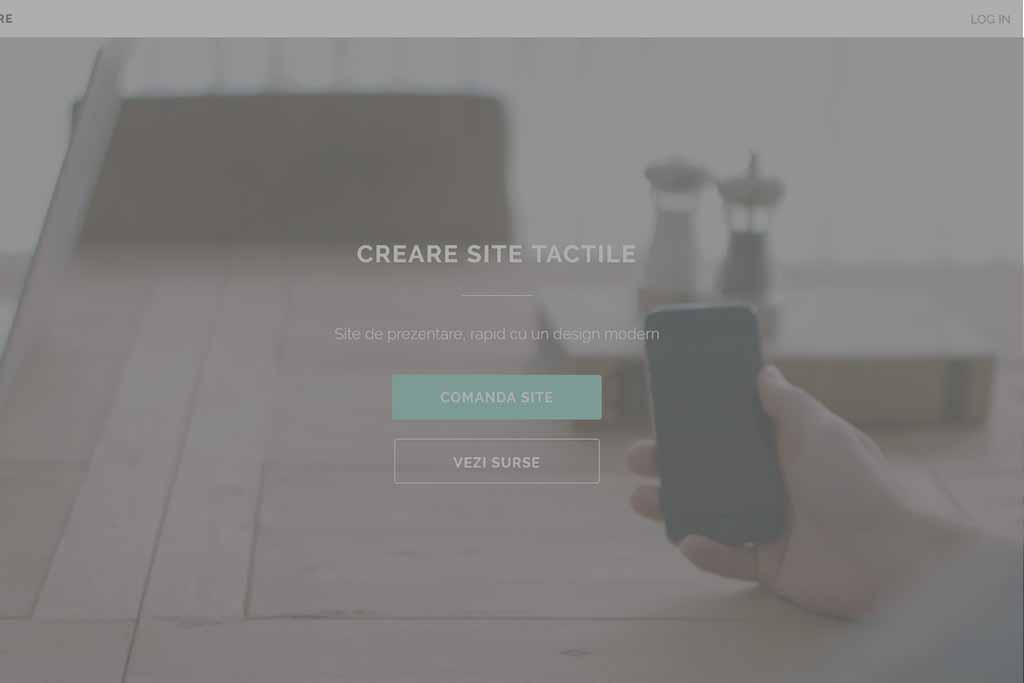 RE
LOG IN
CREARE SITE TACTILE
Site de prezentare, rapid cu un design modern
COMANDA SITE
VEZI SURSE